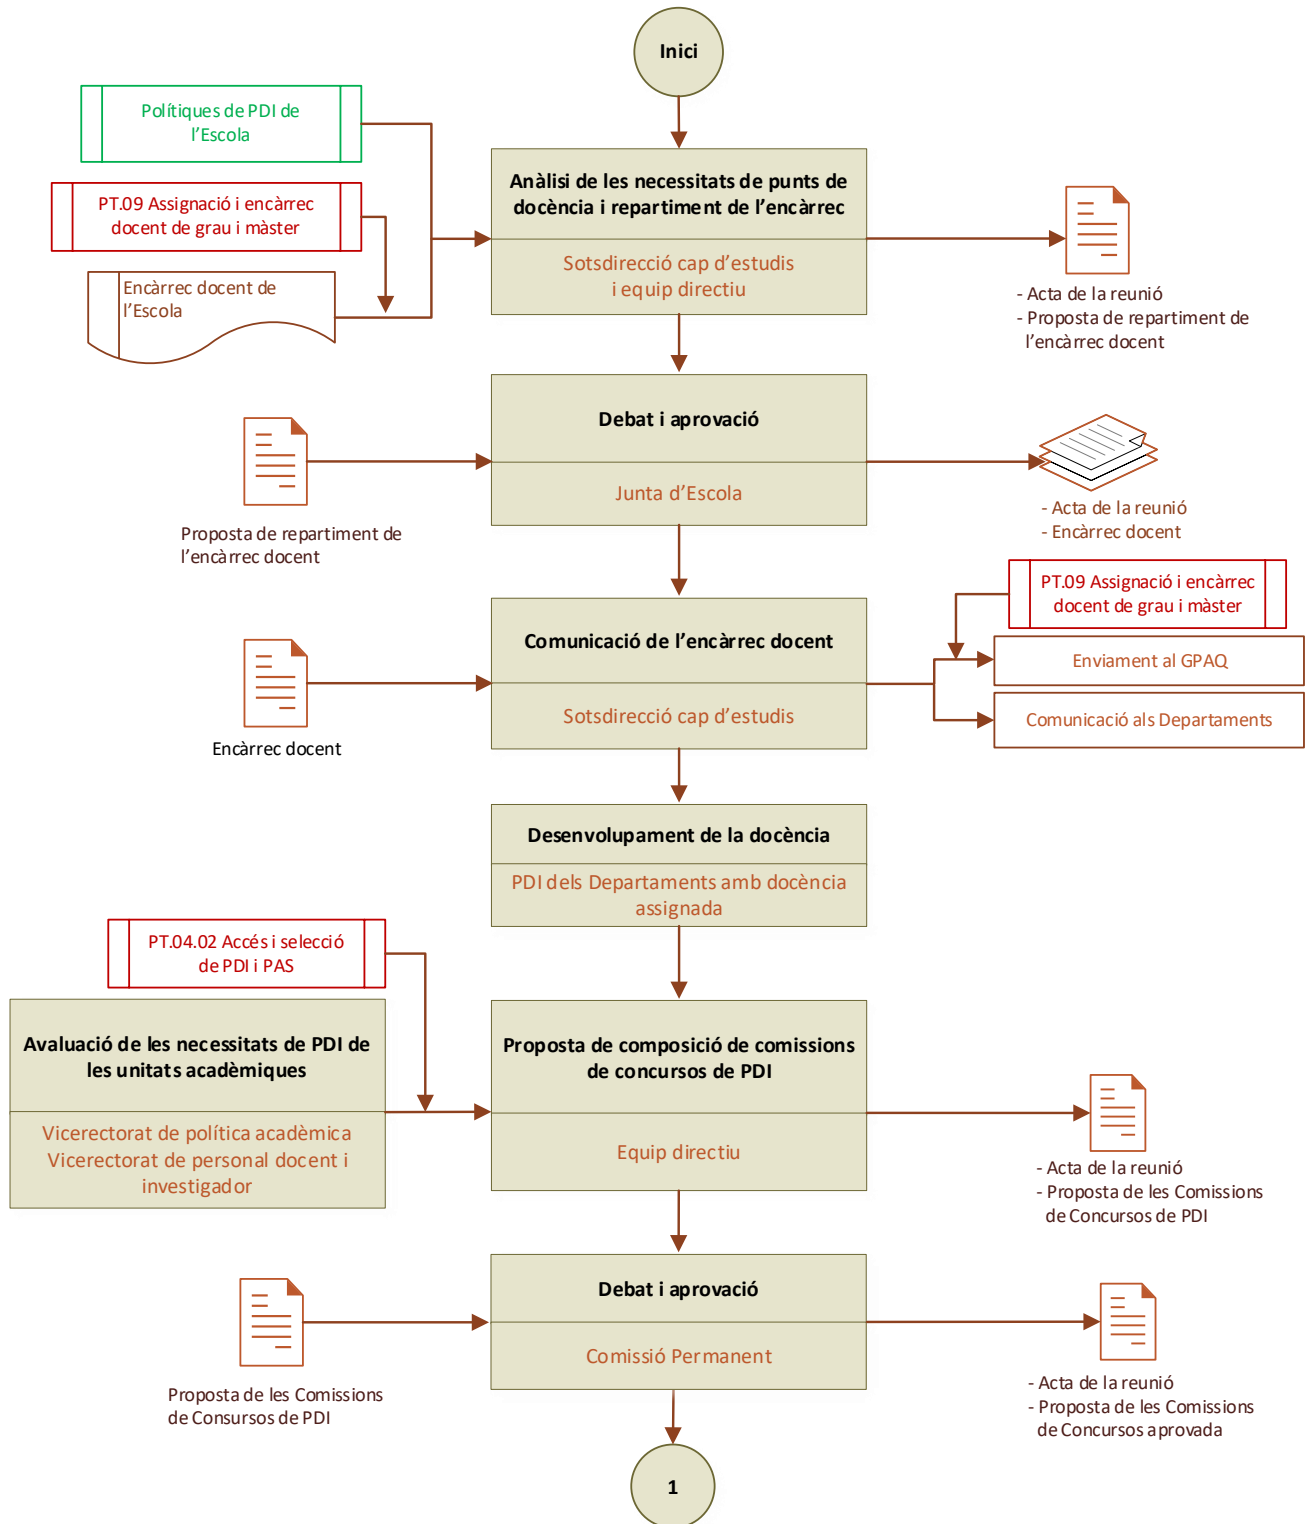 Inici
Polítiques de PDI de
l’Escola
PT.09 Assignació i encàrrec
docent de grau i màster
Encàrrec docent de
l’Escola
Anàlisi de les necessitats de punts de
docència i repartiment de l’encàrrec
Sotsdirecció cap d’estudis
i equip directiu
- Acta de la reunió
- Proposta de repartiment de
l’encàrrec docent
Debat i aprovació
Junta d’Escola
Proposta de repartiment de
l’encàrrec docent
- Acta de la reunió
- Encàrrec docent
PT.09 Assignació i encàrrec
docent de grau i màster
Comunicació de l’encàrrec docent
Sotsdirecció cap d’estudis
Encàrrec docent
Enviament al GPAQ
Comunicació als Departaments
Desenvolupament de la docència
PDI dels Departaments amb docència
assignada
PT.04.02 Accés i selecció
de PDI i PAS
Avaluació de les necessitats de PDI de
les unitats acadèmiques
Vicerectorat de política acadèmica
Vicerectorat de personal docent i
investigador
Proposta de composició de comissions
de concursos de PDI
Equip directiu
- Acta de la reunió
- Proposta de les Comissions
de Concursos de PDI
Debat i aprovació
Comissió Permanent
Proposta de les Comissions
de Consursos de PDI
- Acta de la reunió
- Proposta de les Comissions
de Concursos aprovada
1